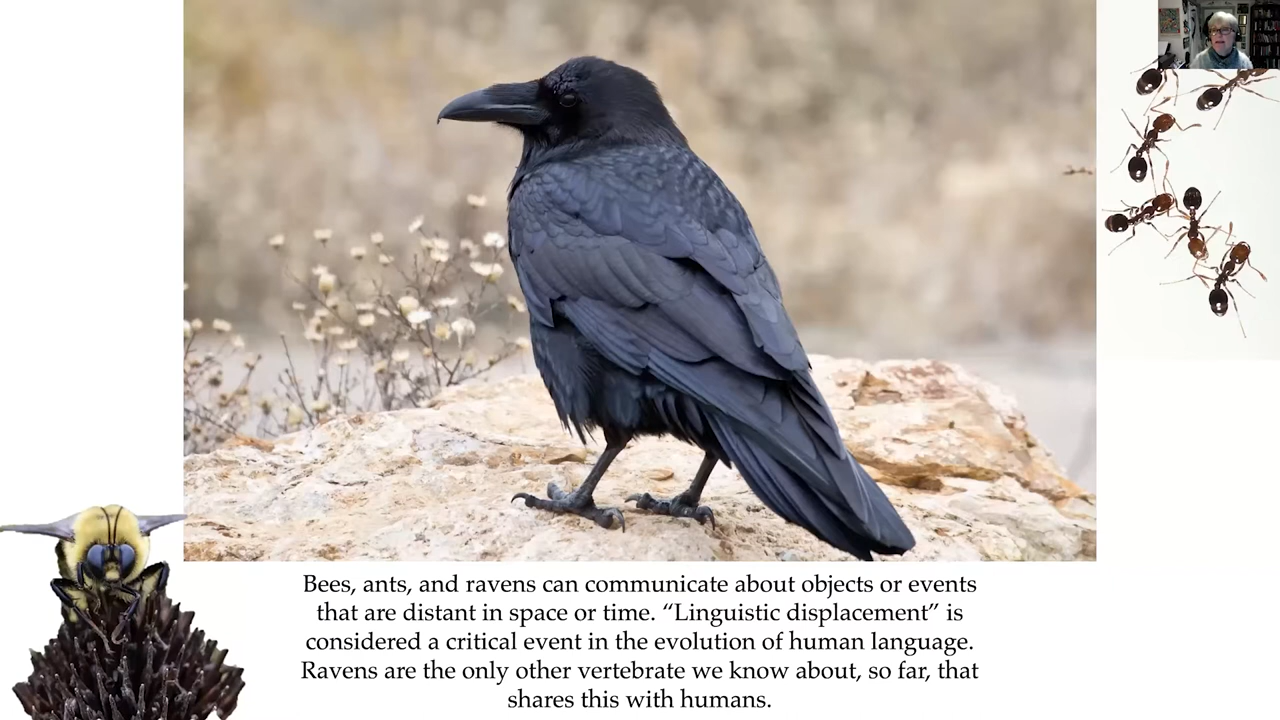 Bees, ants, and ravens can communicate about objects or events
that are distant in space or time. “Linguistic displacement” is
considered a critical event in the evolution of human language.
Ravens are the only other vertebrate we know about, so far, that
shares this with humans.